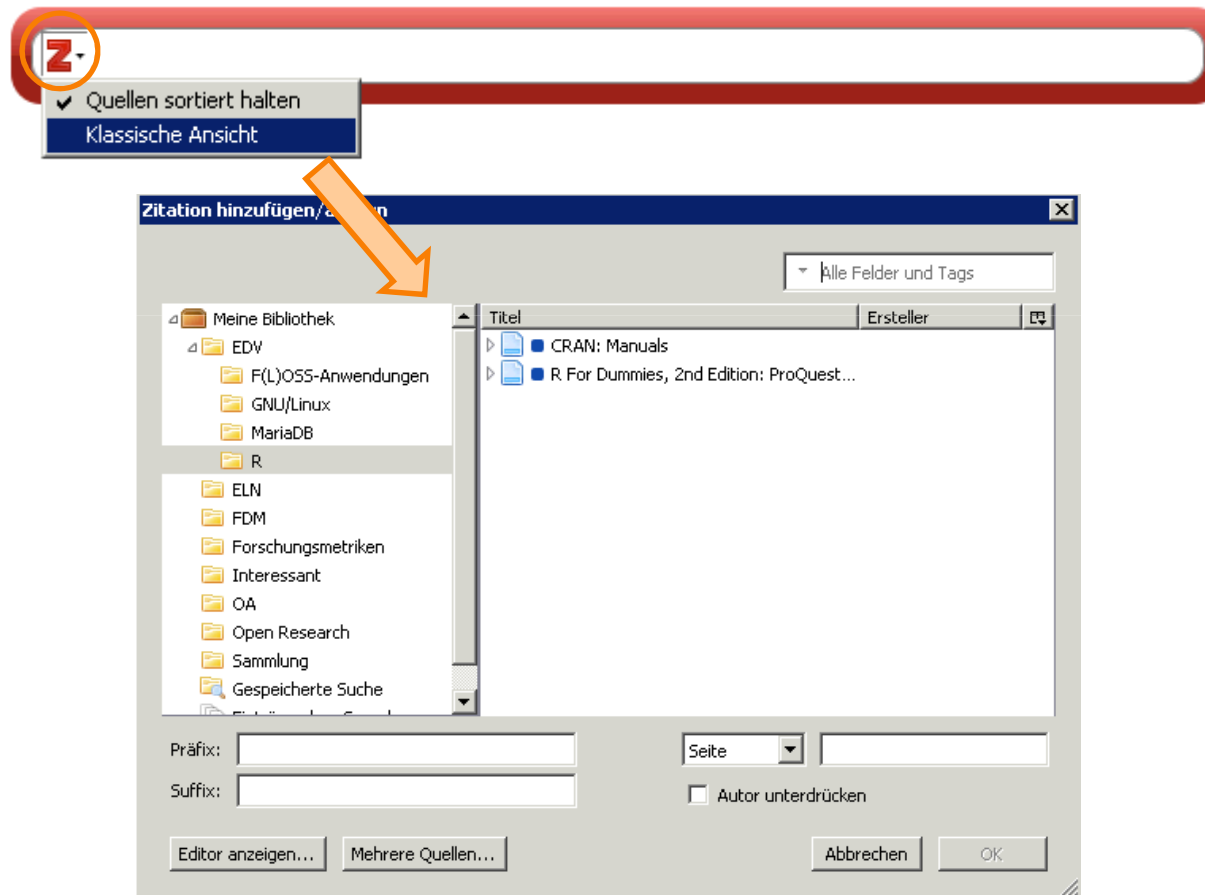 Z
Quellen sortiert halten
Klassische Ansicht
Zitation hinzufügen/
Alle Felder und Tags
Meine Bibliothek
EDV
F(L)OSS-Anwendungen
GNU/Linux
MariaDB
R
ELN
FDM
Forschungsmetriken
Interessant
OA
Open Research
Sammlung
Gespeicherte Suche
Titel Ersteller
CRAN: Manuals
R For Dummies, 2nd Edition: ProQuest...
Präfix:
Seite
Suffix:
Autor unterdrücken
Editor anzeigen... Mehrere Quellen... Abbrechen OK